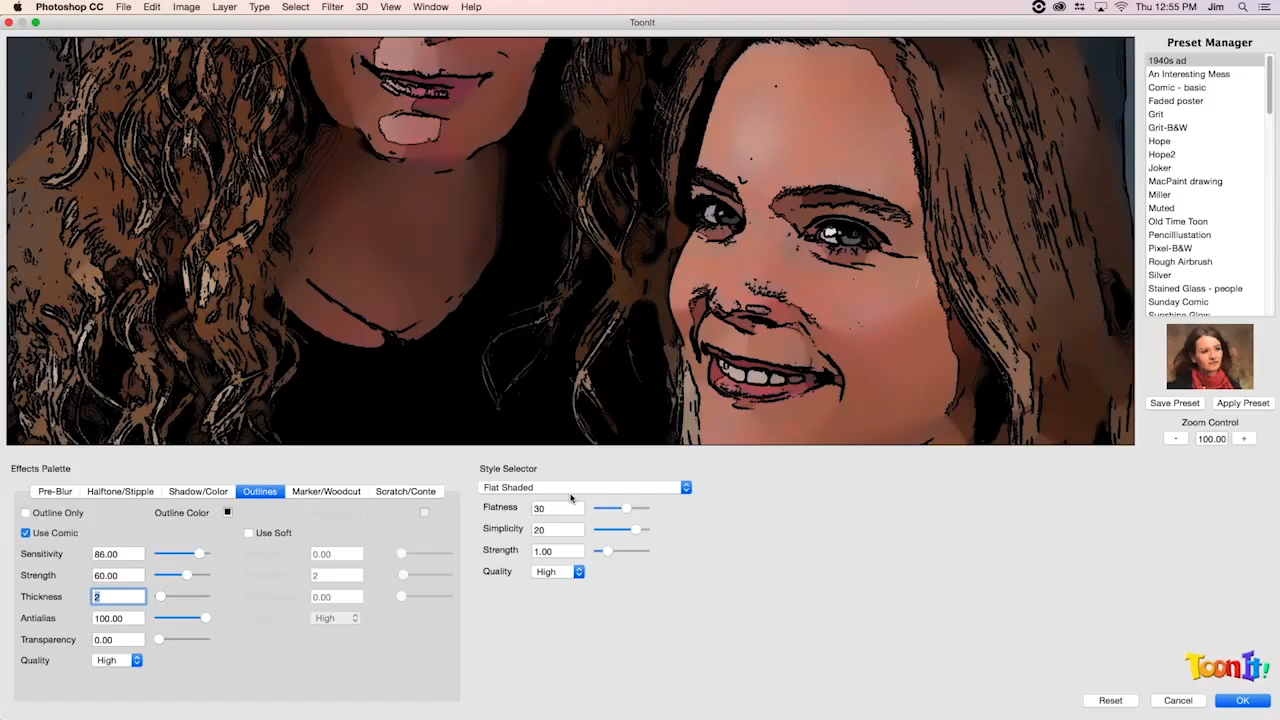 Photoshop CC File Edit Image Layer Type Select Filter 3D View Window Help Thu 12:55 PM Jim
ToonIt
Preset Manager
1940s ad
An Interesting Mess
Comic - basic
Faded poster
Grit
Grit-B&W
Hope
Hope2
Joker
MacPaint drawing
Miller
Muted
Old Time Toon
PencilIlustation
Pixel-B&W
Rough Airbrush
Silver
Stained Glass - people
Sunday Comic
Sunshine Glow
Save Preset Apply Preset
Zoom Control
- 100.00 +
Effects Palette
Pre-Blur Halftone/Stipple Shadow/Color Outlines Marker/Woodcut Scratch/Conte
Outline Only Outline Color
Use Comic Use Soft
Sensitivity 86.00 0.00
Strength 60.00 2
Thickness 2 0.00
Antialias 100.00 High
Transparency 0.00
Quality High
Style Selector
Flat Shaded
Flatness 30
Simplicity 20
Strength 1.00
Quality High
ToonIt!
Reset Cancel OK